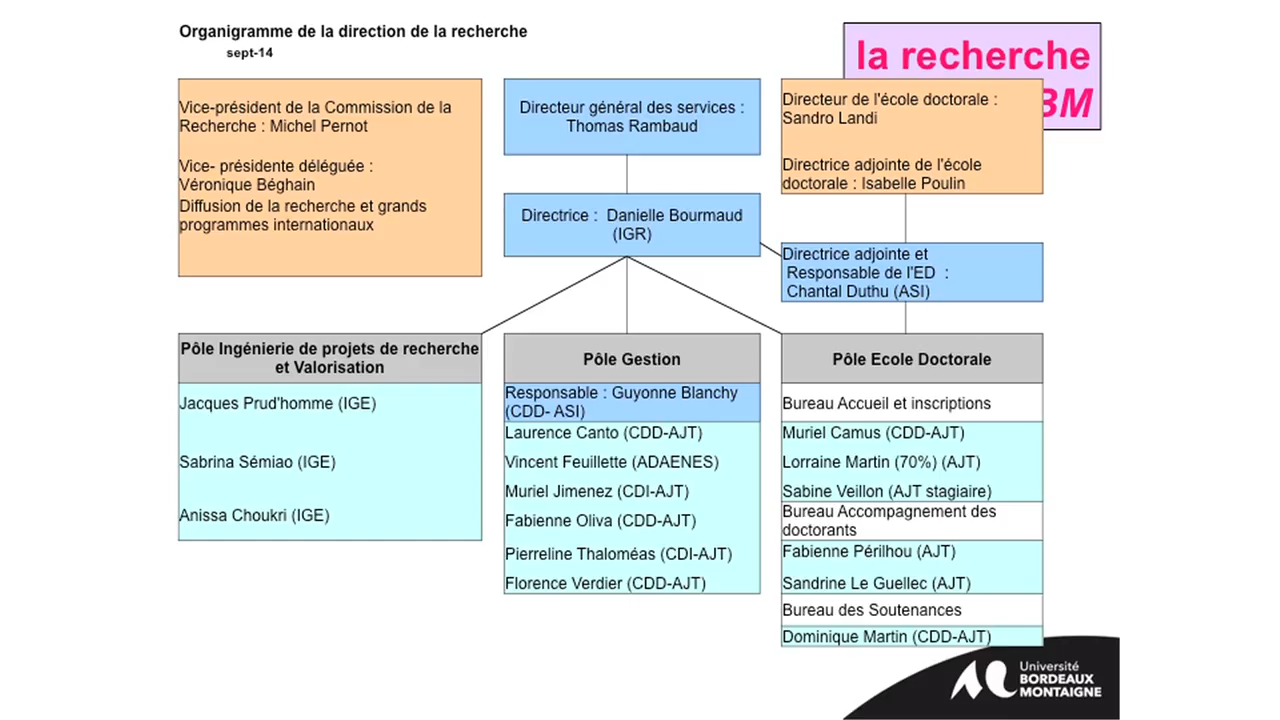 Organigramme de la direction de la recherche
sept-14
la recherche
BM
Vice-président de la Commission de la
Recherche : Michel Pernot
Vice- présidente déléguée :
Véronique Béghain
Diffusion de la recherche et grands
programmes internationaux
Directeur général des services :
Thomas Rambaud
Directeur de l'école doctorale :
Sandro Landi
Directrice adjointe de l'école
doctorale : Isabelle Poulin
Directrice : Danielle Bourmaud
(IGR)
Directrice adjointe et
Responsable de l'ED :
Chantal Duthu (ASI)
Pôle Ingénierie de projets de recherche
et Valorisation
Jacques Prud'homme (IGE)
Sabrina Sémiao (IGE)
Anissa Choukri (IGE)
Pôle Gestion
Responsable : Guyonne Blanchy
(CDD- ASI)
Laurence Canto (CDD-AJT)
Vincent Feuillette (ADAENES)
Muriel Jimenez (CDI-AJT)
Fabienne Oliva (CDD-AJT)
Pierreline Thaloméas (CDI-AJT)
Florence Verdier (CDD-AJT)
Pôle Ecole Doctorale
Bureau Accueil et inscriptions
Muriel Camus (CDD-AJT)
Lorraine Martin (70%) (AJT)
Sabine Veillon (AJT stagiaire)
Bureau Accompagnement des
doctorants
Fabienne Périlhou (AJT)
Sandrine Le Guellec (AJT)
Bureau des Soutenances
Dominique Martin (CDD-AJT)
Université
BORDEAUX
MONTAIGNE